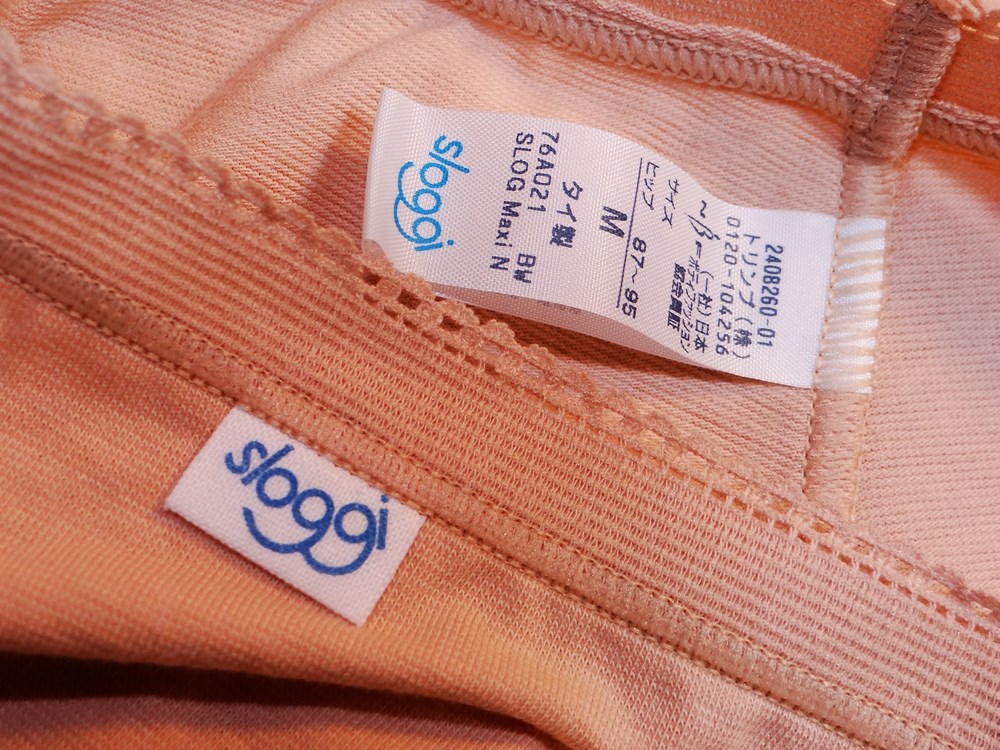 sloggi
SLOG Maxi N
76A021 BW
タイ製
M
ヒップ 87~95
サイズ
(一社)日本
ボディファッション
協会会員証
0120-104256
トリンプ(株)
2408260-01
sloggi